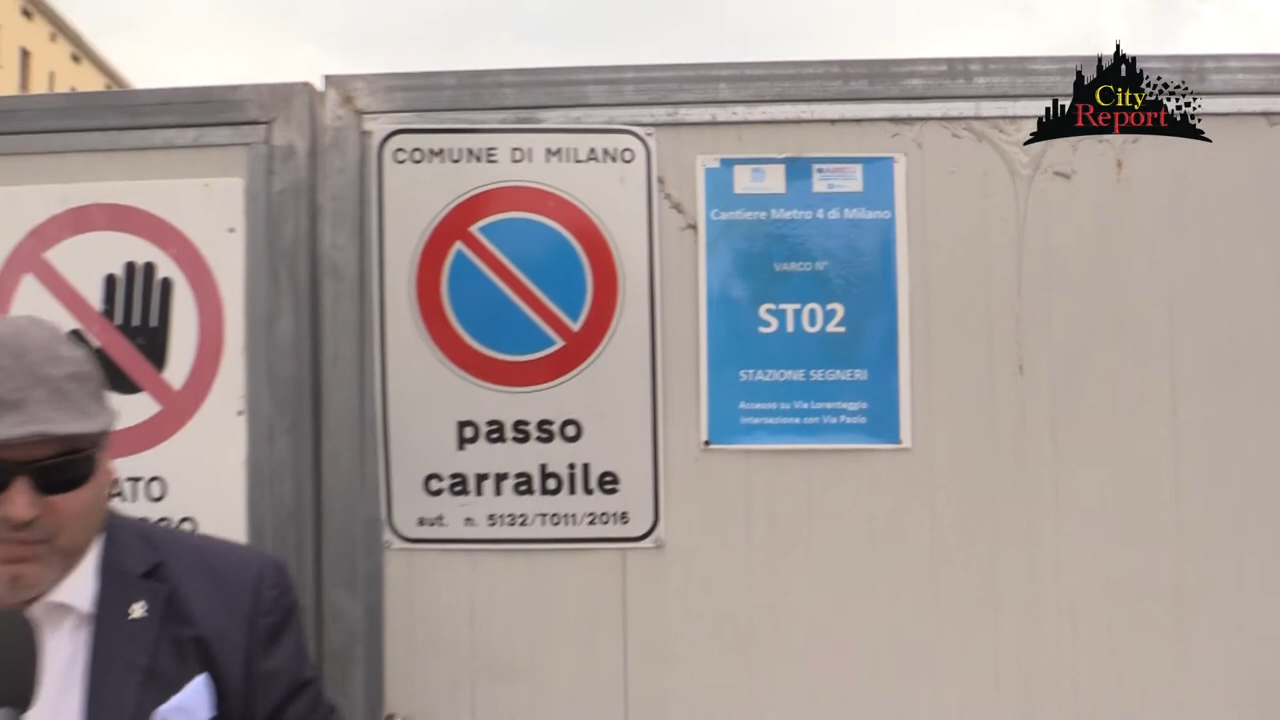 City
Report
COMUNE DI MILANO
passo
carrabile
aut. n. 5132/T011/2016
Cantiere Metro 4 di Milano
VARCO N°
ST02
STAZIONE SEGNERI
Accesso su Via Lorenteggio
intersezione con Via Paolo
ATO